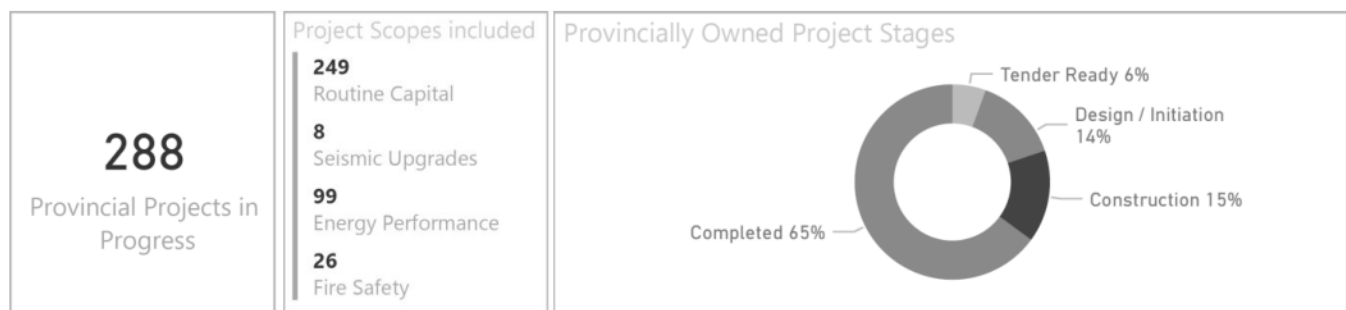 288
Provincial Projects in
Progress
Project Scopes included
249
Routine Capital
8
Seismic Upgrades
99
Energy Performance
26
Fire Safety
Provincially Owned Project Stages
Tender Ready 6%
Design / Initiation
14%
Construction 15%
Completed 65%